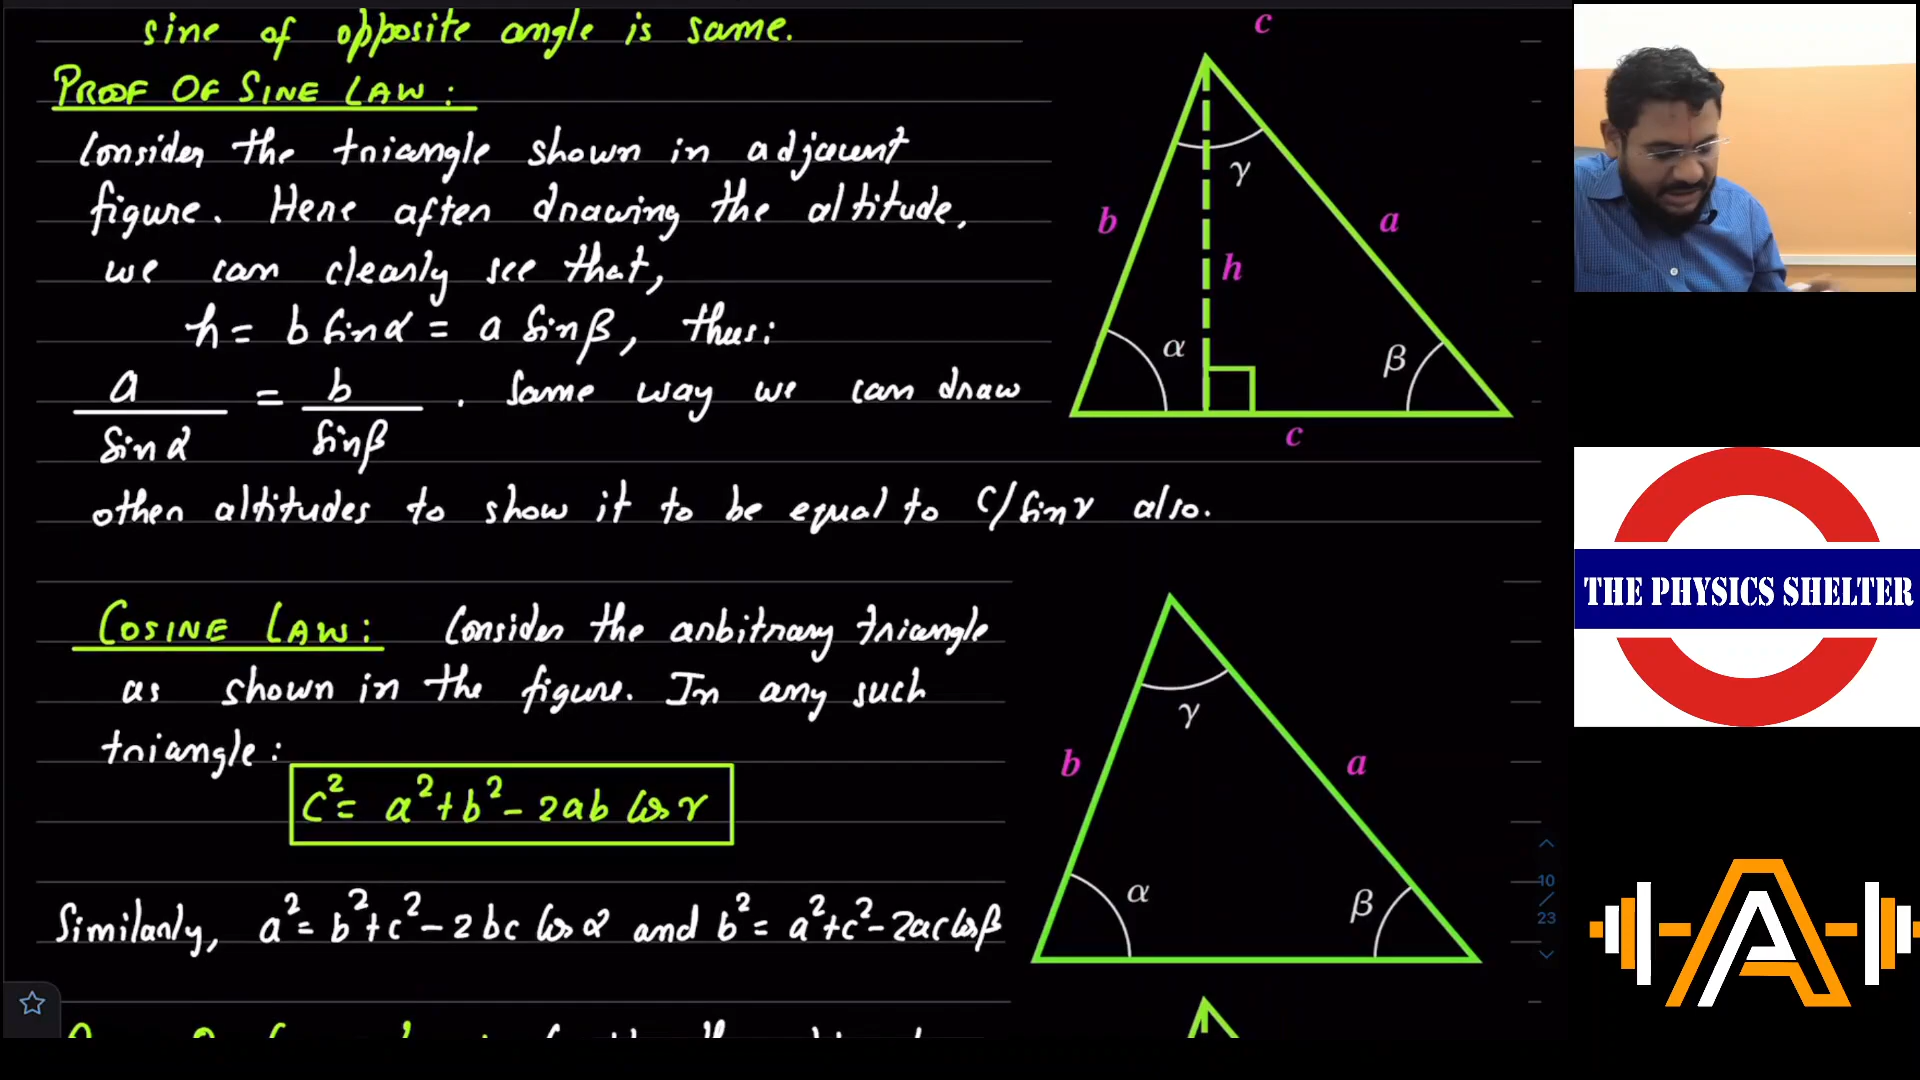 sine of opposite angle is same.
PROOF OF SINE LAW :
Consider the triangle shown in adjacent
figure. Here after drawing the altitude,
we can clearly see that,
h = b sinα = a sinβ, thus:
a/sinα = b/sinβ . Same way we can draw
other altitudes to show it to be equal to c/sinγ also.
c
γ
b
a
h
α
β
c
COSINE LAW: Consider the arbitrary triangle
as shown in the figure. In any such
triangle:
c² = a² + b² - 2ab cosγ
Similarly, a² = b² + c² - 2bc cosα and b² = a² + c² - 2ac cosβ
γ
b
a
α
β
10
/
23
THE PHYSICS SHELTER
A